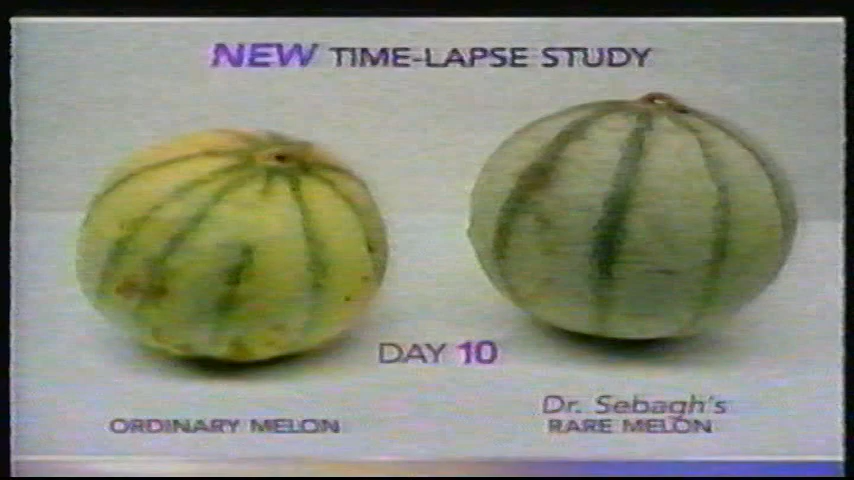 NEW TIME-LAPSE STUDY
DAY 10
ORDINARY MELON
Dr. Sebagh's
RARE MELON